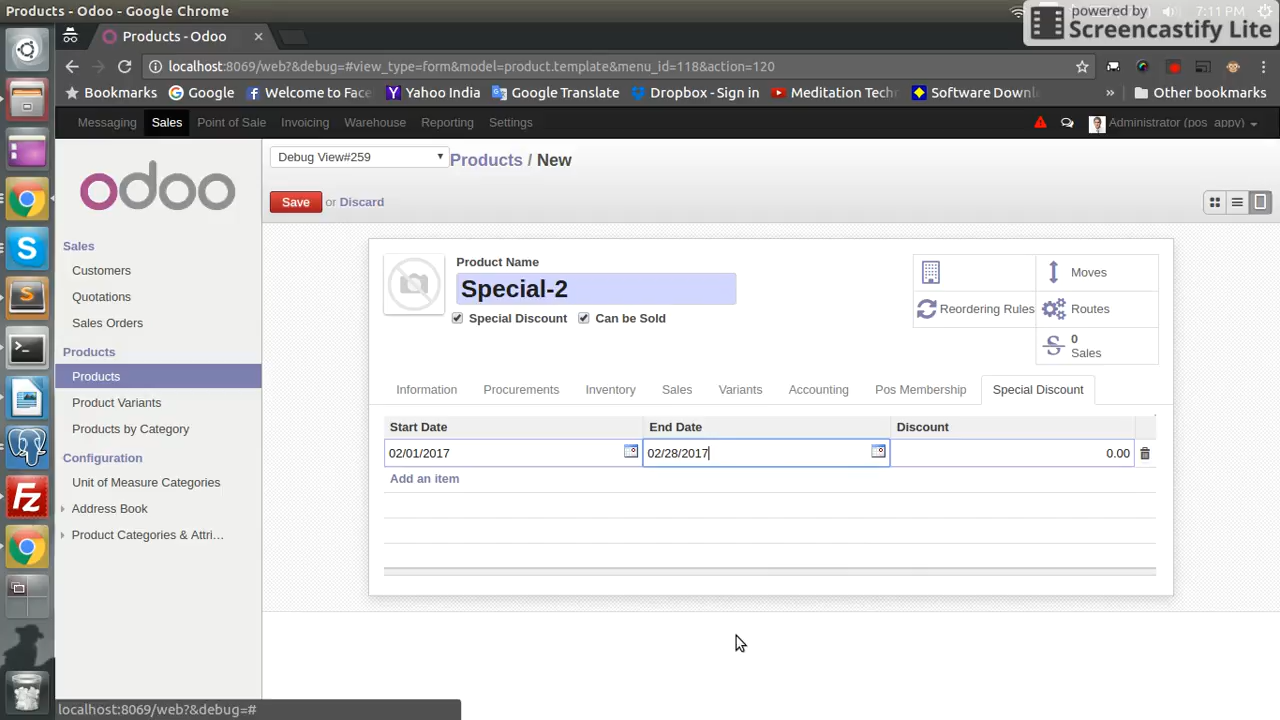 Products - Odoo - Google Chrome
7:11 PM
powered by
Screencastify Lite
Products - Odoo
localhost:8069/web?&debug=#view_type=form&model=product.template&menu_id=118&action=120
Bookmarks Google Welcome to Face Yahoo India Google Translate Dropbox - Sign in Meditation Techn Software Downl » Other bookmarks
Messaging Sales Point of Sale Invoicing Warehouse Reporting Settings Administrator (pos_appy)
odoo
Debug View#259 Products / New
Save or Discard
Sales
Customers
Quotations
Sales Orders
Products
Products
Product Variants
Products by Category
Configuration
Unit of Measure Categories
Address Book
Product Categories & Attri...
Product Name
Special-2
Special Discount Can be Sold
Moves
Reordering Rules Routes
0
Sales
Information Procurements Inventory Sales Variants Accounting Pos Membership Special Discount
Start Date End Date Discount
02/01/2017 02/28/2017 0.00
Add an item
localhost:8069/web?&debug=#